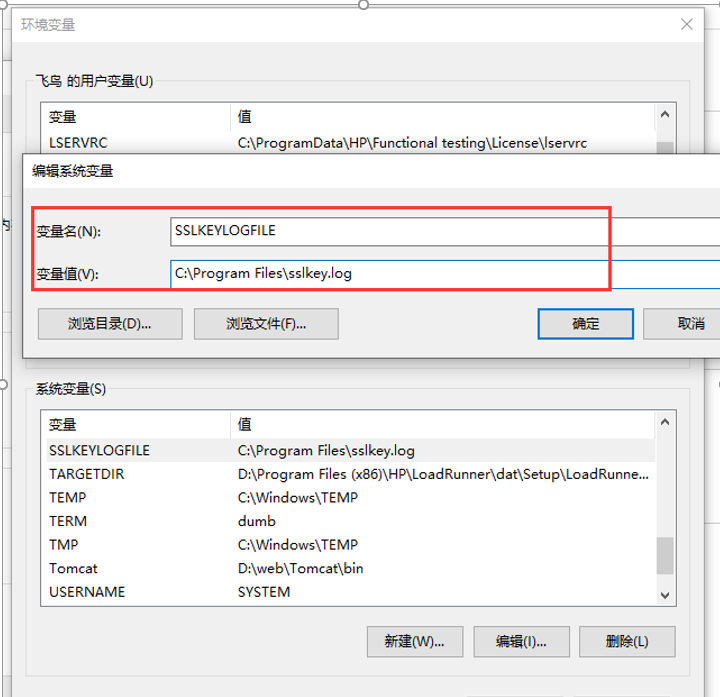 环境变量
飞鸟 的用户变量(U)
变量 值
LSERVRC C:\ProgramData\HP\Functional testing\License\lservrc
编辑系统变量
变量名(N): SSLKEYLOGFILE
变量值(V): C:\Program Files\sslkey.log
浏览目录(D)... 浏览文件(F)... 确定 取消
系统变量(S)
变量 值
SSLKEYLOGFILE C:\Program Files\sslkey.log
TARGETDIR D:\Program Files (x86)\HP\LoadRunner\dat\Setup\LoadRunne...
TEMP C:\Windows\TEMP
TERM dumb
TMP C:\Windows\TEMP
Tomcat D:\web\Tomcat\bin
USERNAME SYSTEM
新建(W)... 编辑(I)... 删除(L)